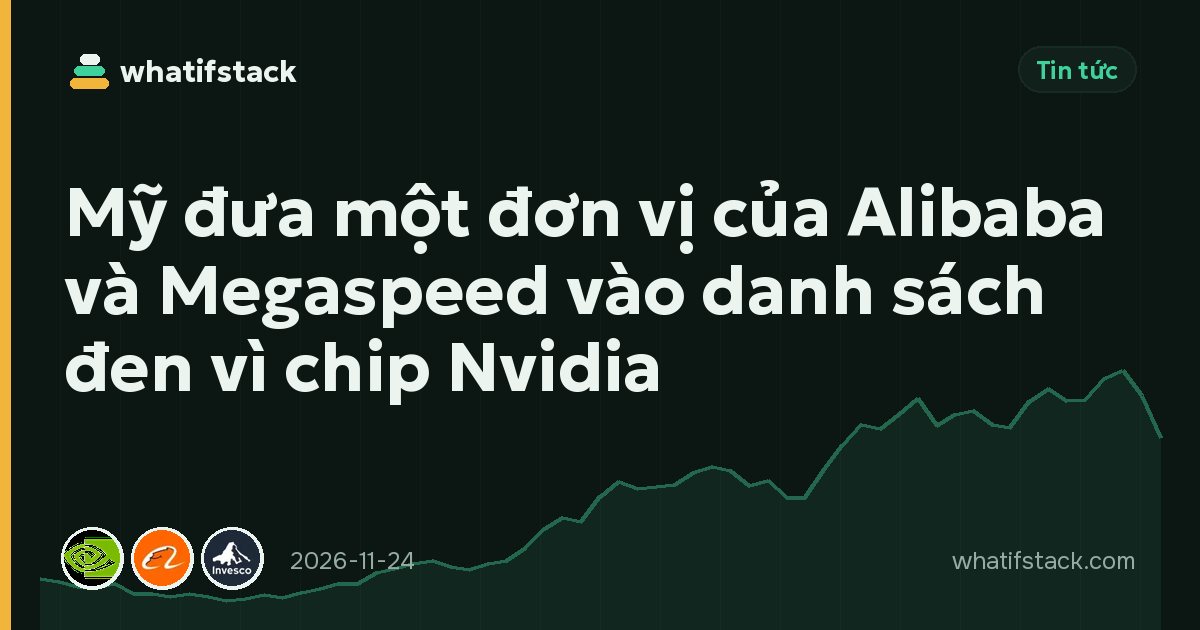 whatifstack
Tin tức
Mỹ đưa một đơn vị của Alibaba
và Megaspeed vào danh sách
đen vì chip Nvidia
Invesco
2026-11-24
whatifstack.com